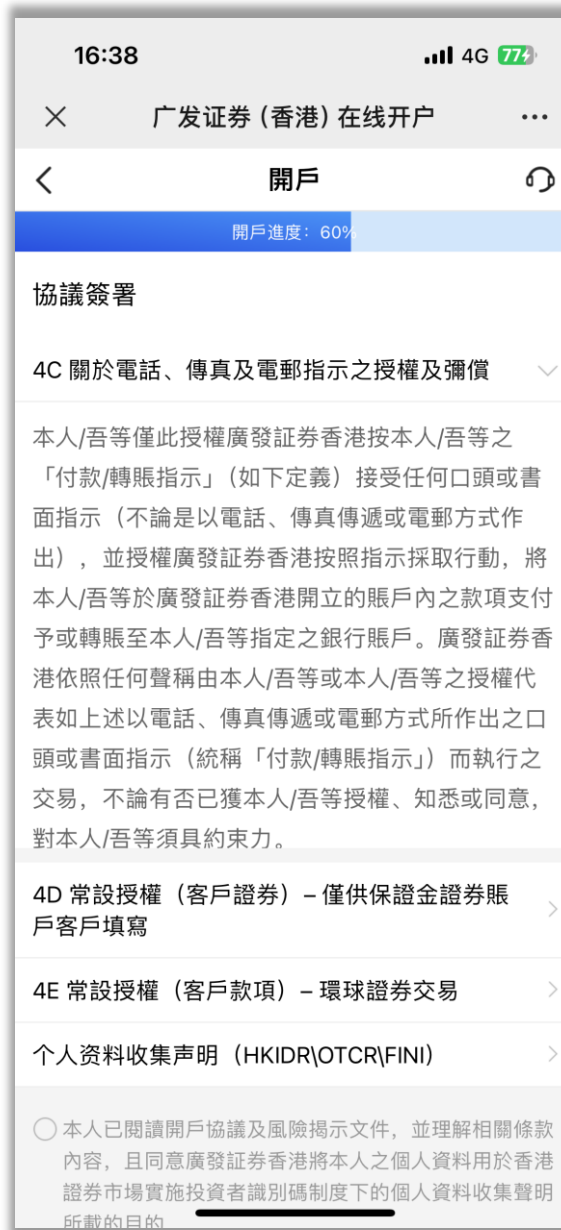 16:38
4G 77
广发证券（香港）在线开户
開戶
開戶進度：60%
協議簽署
4C 關於電話、傳真及電郵指示之授權及彌償
本人/吾等僅此授權廣發証券香港按本人/吾等之
「付款/轉賬指示」（如下定義）接受任何口頭或書
面指示（不論是以電話、傳真傳遞或電郵方式作
出），並授權廣發証券香港按照指示採取行動，將
本人/吾等於廣發証券香港開立的賬戶內之款項支付
予或轉賬至本人/吾等指定之銀行賬戶。廣發証券香
港依照任何聲稱由本人/吾等或本人/吾等之授權代
表如上述以電話、傳真傳遞或電郵方式所作出之口
頭或書面指示（統稱「付款/轉賬指示」）而執行之
交易，不論有否已獲本人/吾等授權、知悉或同意，
對本人/吾等須具約束力。
4D 常設授權（客戶證券）– 僅供保證金證券賬
戶客戶填寫
4E 常設授權（客戶款項）– 環球證券交易
个人资料收集声明（HKIDR\OTCR\FINI）
本人已閱讀開戶協議及風險揭示文件，並理解相關條款
內容，且同意廣發証券香港將本人之個人資料用於香港
證券市場實施投資者識別碼制度下的個人資料收集聲明
所載的目的